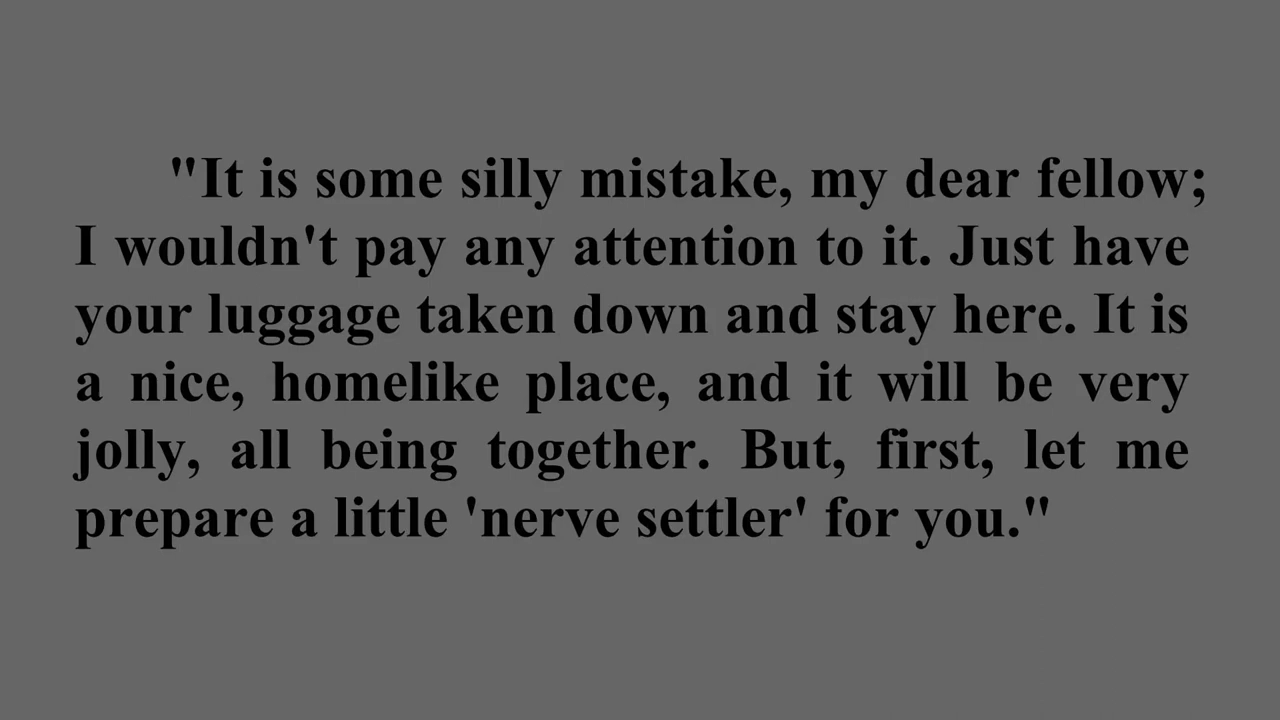 "It is some silly mistake, my dear fellow;
I wouldn't pay any attention to it. Just have
your luggage taken down and stay here. It is
a nice, homelike place, and it will be very
jolly, all being together. But, first, let me
prepare a little 'nerve settler' for you."